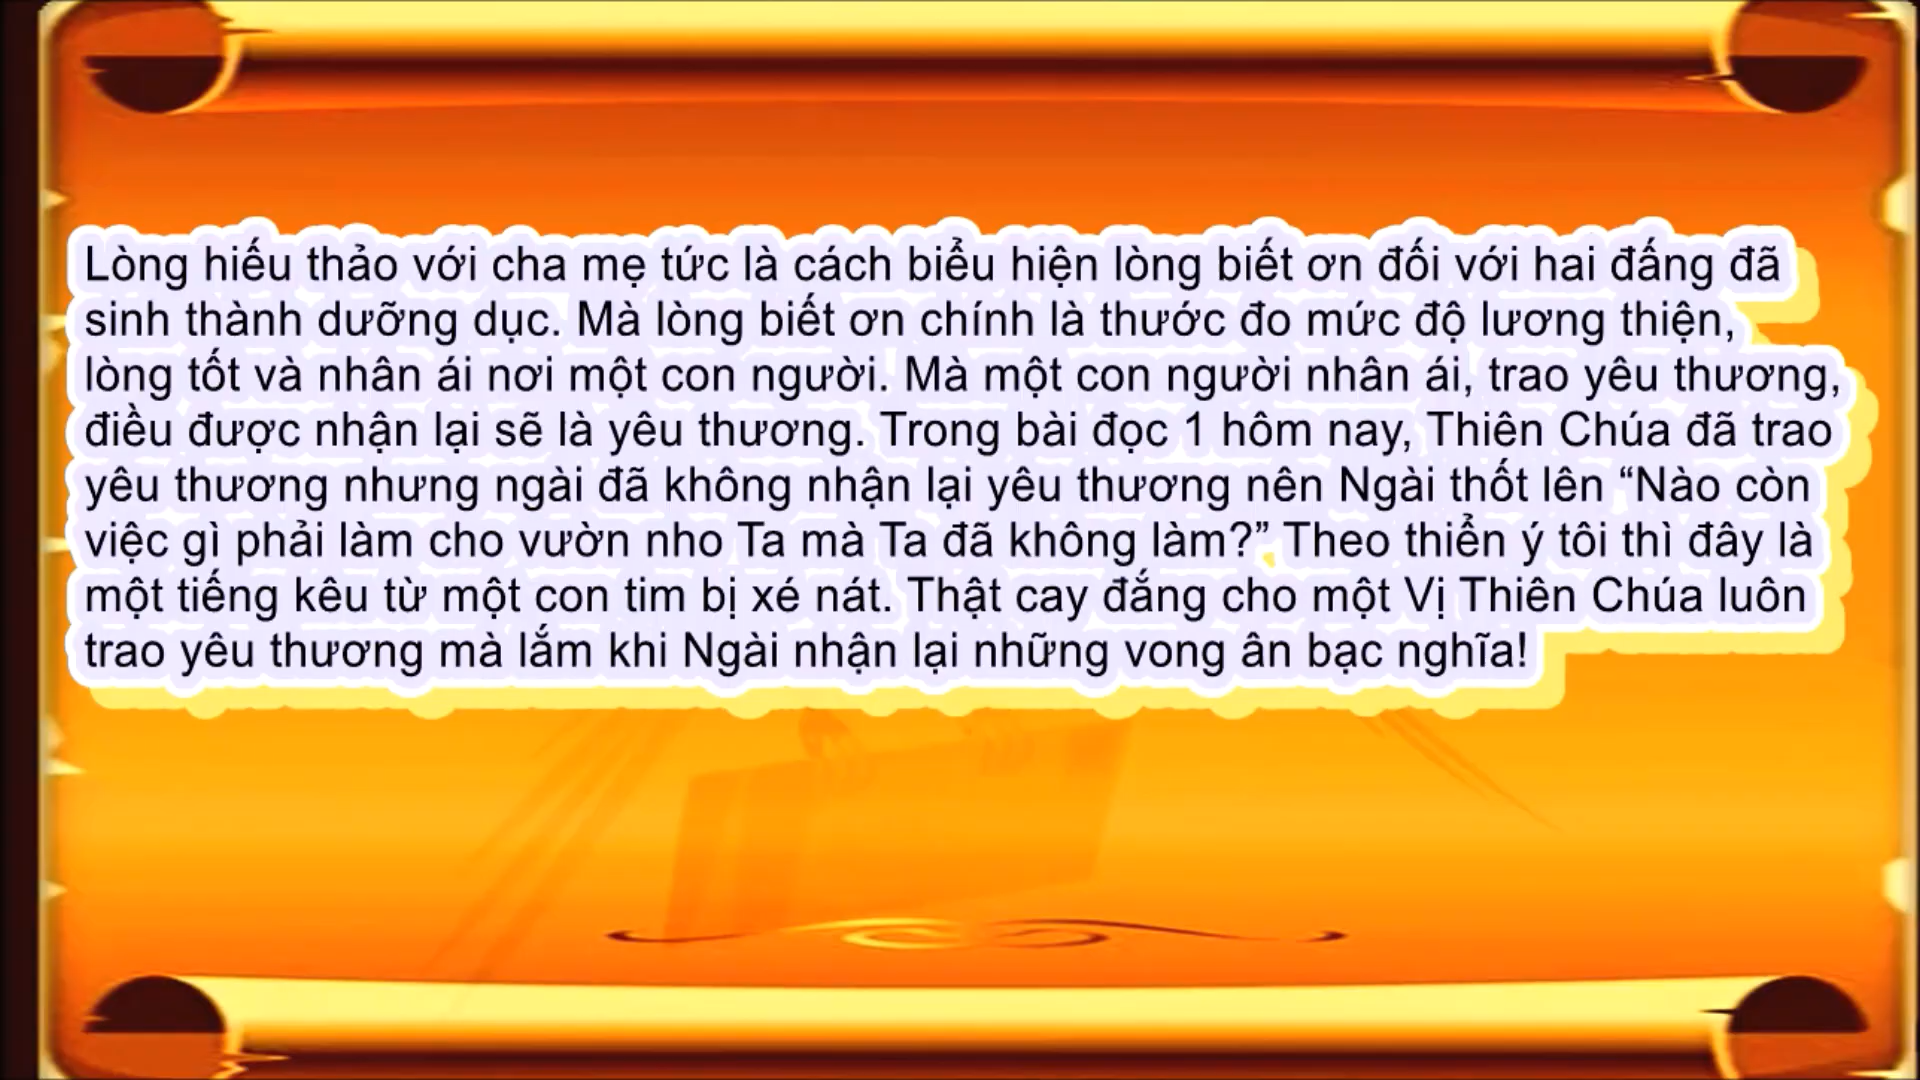 Lòng hiếu thảo với cha mẹ tức là cách biểu hiện lòng biết ơn đối với hai đấng đã
sinh thành dưỡng dục. Mà lòng biết ơn chính là thước đo mức độ lương thiện,
lòng tốt và nhân ái nơi một con người. Mà một con người nhân ái, trao yêu thương,
điều được nhận lại sẽ là yêu thương. Trong bài đọc 1 hôm nay, Thiên Chúa đã trao
yêu thương nhưng ngài đã không nhận lại yêu thương nên Ngài thốt lên “Nào còn
việc gì phải làm cho vườn nho Ta mà Ta đã không làm?” Theo thiển ý tôi thì đây là
một tiếng kêu từ một con tim bị xé nát. Thật cay đắng cho một Vị Thiên Chúa luôn
trao yêu thương mà lắm khi Ngài nhận lại những vong ân bạc nghĩa!